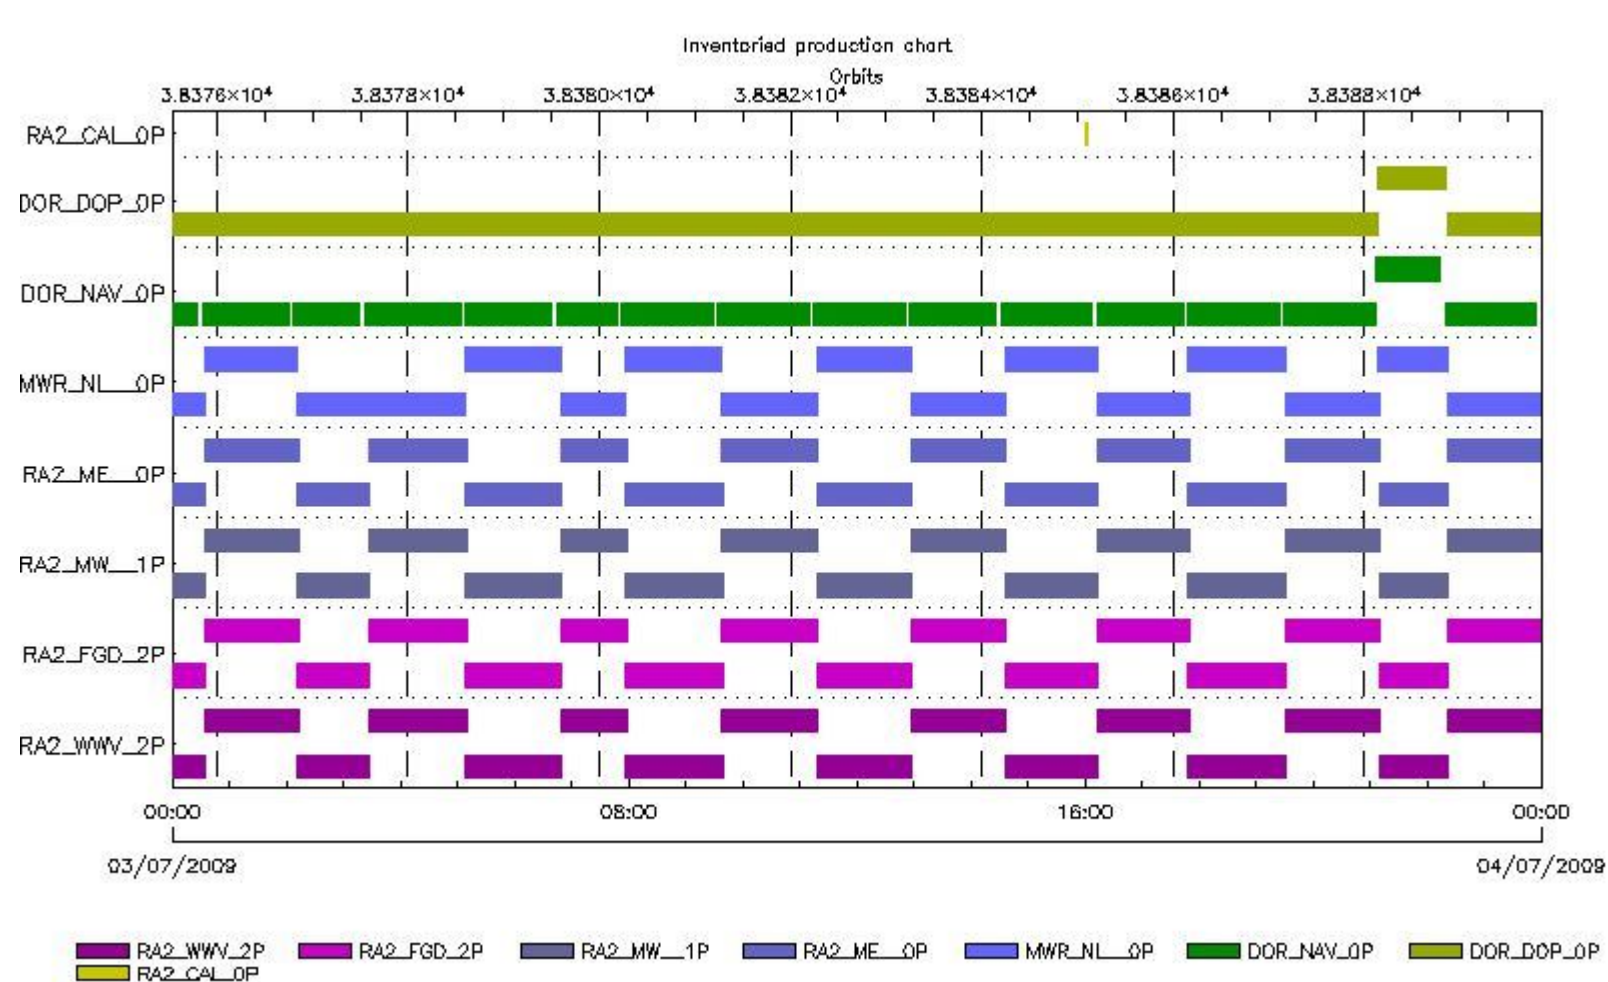 Inventoried production chart
Orbits
3.8376×10⁴ 3.8378×10⁴ 3.8380×10⁴ 3.8382×10⁴ 3.8384×10⁴ 3.8386×10⁴ 3.8388×10⁴
RA2_CAL_0P
DOR_DOP_0P
DOR_NAV_0P
MWR_NL__0P
RA2_ME__0P
RA2_MW__1P
RA2_FGD_2P
RA2_WWV_2P
00:00 08:00 16:00 00:00
03/07/2009 04/07/2009
RA2_WWV_2P RA2_FGD_2P RA2_MW__1P RA2_ME__0P MWR_NL__0P DOR_NAV_0P DOR_DOP_0P
RA2_CAL_0P